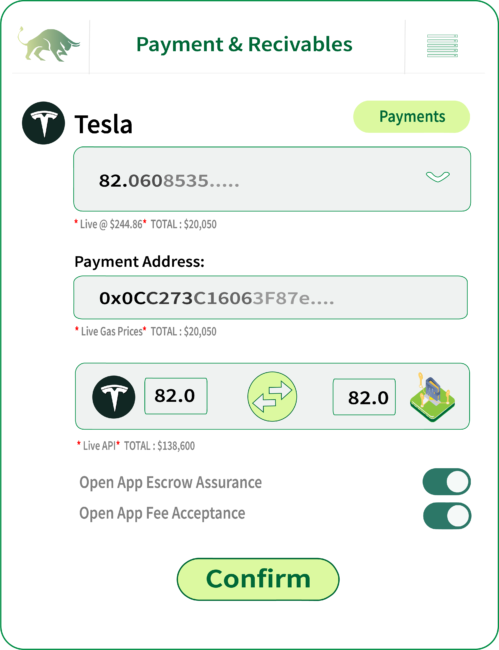 Payment & Recivables
Payments
Tesla
82.0608535.....
* Live @ $244.86* TOTAL : $20,050
Payment Address:
0x0CC273C16063F87e....
* Live Gas Prices* TOTAL : $20,050
82.0 82.0
* Live API* TOTAL : $138,600
Open App Escrow Assurance
Open App Fee Acceptance
Confirm